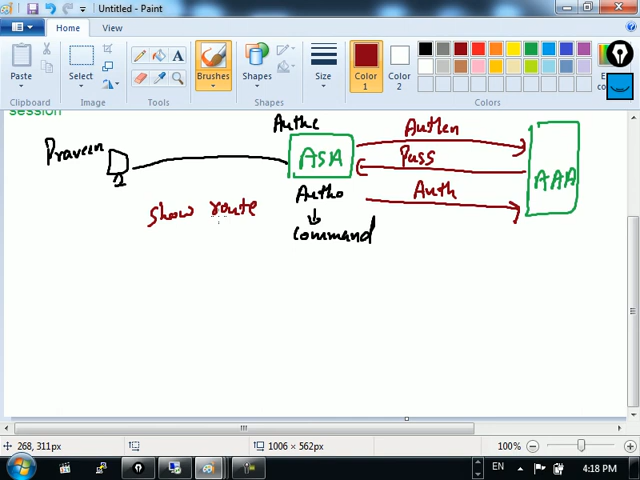 Untitled - Paint
Home
View
Paste
Select
Brushes
Shapes
Size
Color 1
Color 2
Clipboard
Image
Tools
Shapes
Colors
session
Authe
Praveen
ASA
Authen
Pass
Auth
AAA
Autho
show route
Command
268, 311px
1006 × 562px
100%
EN
4:18 PM